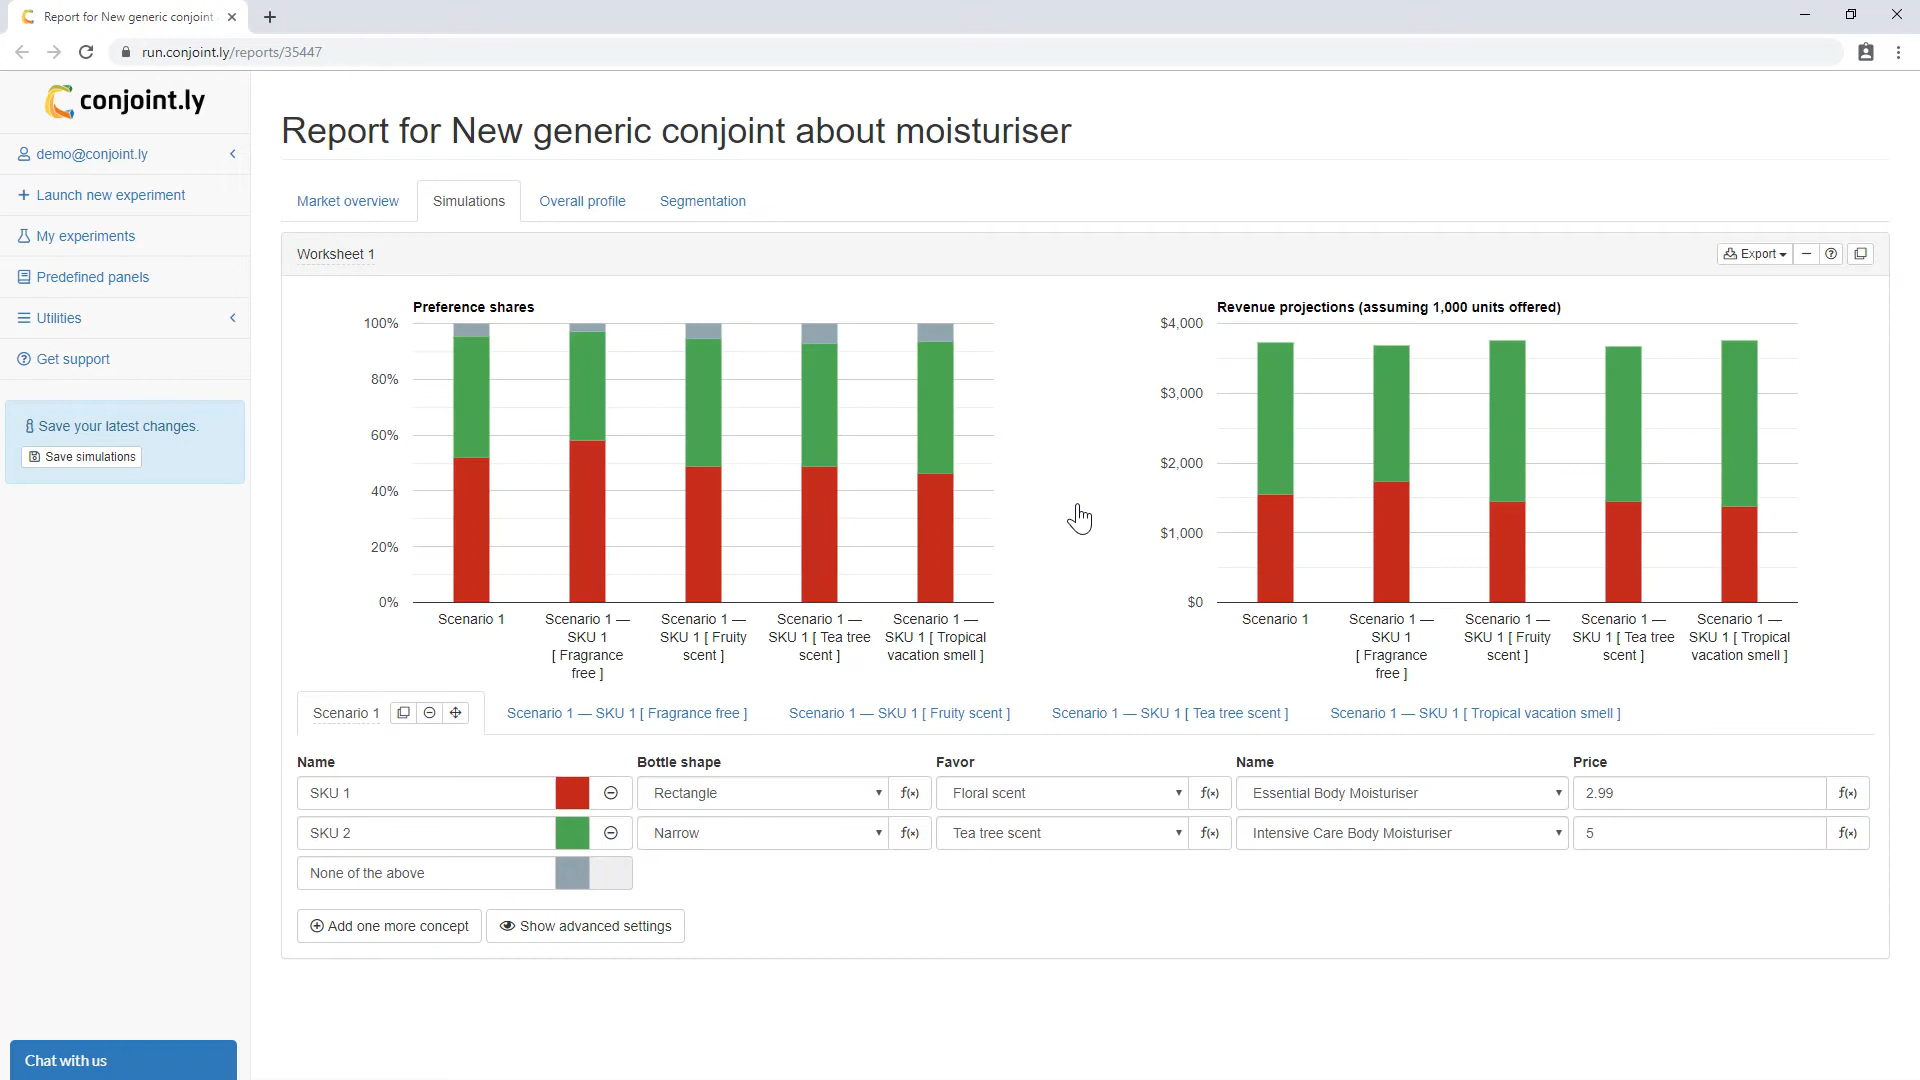 Report for New generic conjoint
run.conjoint.ly/reports/35447
conjoint.ly
demo@conjoint.ly
Launch new experiment
My experiments
Predefined panels
Utilities
Get support
Save your latest changes.
Save simulations
Chat with us
Report for New generic conjoint about moisturiser
Market overview
Simulations
Overall profile
Segmentation
Worksheet 1
Export
Preference shares
100%
80%
60%
40%
20%
0%
Scenario 1
Scenario 1 —
SKU 1
[ Fragrance
free ]
Scenario 1 —
SKU 1 [ Fruity
scent ]
Scenario 1 —
SKU 1 [ Tea tree
scent ]
Scenario 1 —
SKU 1 [ Tropical
vacation smell ]
Revenue projections (assuming 1,000 units offered)
$4,000
$3,000
$2,000
$1,000
$0
Scenario 1
Scenario 1 —
SKU 1
[ Fragrance
free ]
Scenario 1 —
SKU 1 [ Fruity
scent ]
Scenario 1 —
SKU 1 [ Tea tree
scent ]
Scenario 1 —
SKU 1 [ Tropical
vacation smell ]
Scenario 1
Scenario 1 — SKU 1 [ Fragrance free ]
Scenario 1 — SKU 1 [ Fruity scent ]
Scenario 1 — SKU 1 [ Tea tree scent ]
Scenario 1 — SKU 1 [ Tropical vacation smell ]
Name Bottle shape Favor Name Price
SKU 1 Rectangle f(x) Floral scent f(x) Essential Body Moisturiser 2.99 f(x)
SKU 2 Narrow f(x) Tea tree scent f(x) Intensive Care Body Moisturiser 5 f(x)
None of the above
Add one more concept
Show advanced settings